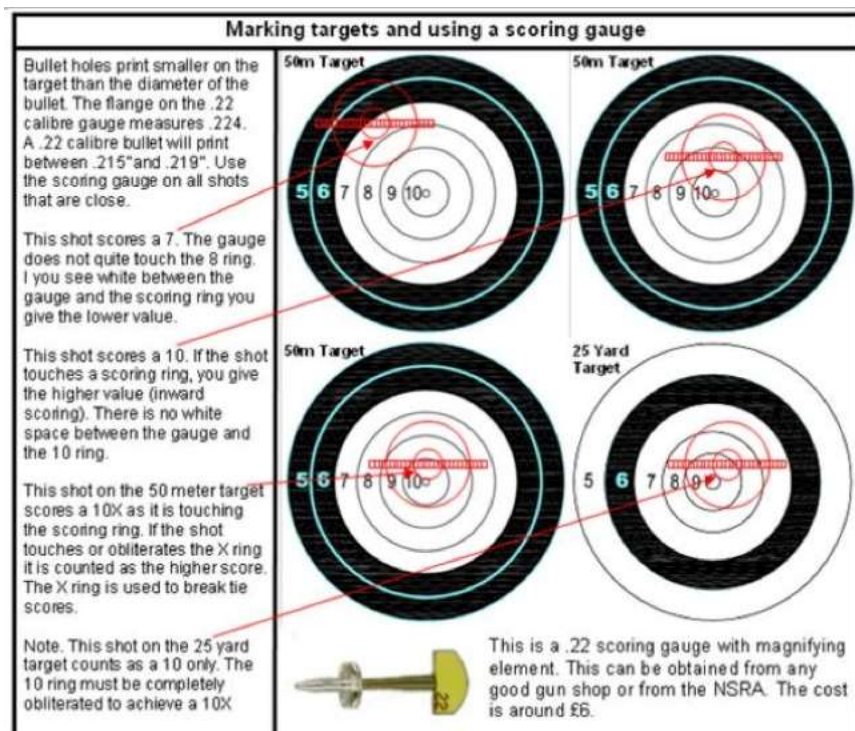 Marking targets and using a scoring gauge
Bullet holes print smaller on the
target than the diameter of the
bullet. The flange on the .22
calibre gauge measures .224.
A .22 calibre bullet will print
between .215"and .219". Use
the scoring gauge on all shots
that are close.
This shot scores a 7. The gauge
does not quite touch the 8 ring.
I you see white between the
gauge and the scoring ring you
give the lower value.
This shot scores a 10. If the shot
touches a scoring ring, you give
the higher value (inward
scoring). There is no white
space between the gauge and
the 10 ring.
This shot on the 50 meter target
scores a 10X as it is touching
the scoring ring. If the shot
touches or obliterates the X ring
it is counted as the higher score.
The X ring is used to break tie
scores.
Note. This shot on the 25 yard
target counts as a 10 only. The
10 ring must be completely
obliterated to achieve a 10X
50m Target
5 6 7 8 9 10
50m Target
5 6 7 8 9 10
50m Target
5 6 7 8 9 10
25 Yard
Target
5 6 7 8 9
22
This is a .22 scoring gauge with magnifying
element. This can be obtained from any
good gun shop or from the NSRA. The cost
is around £6.